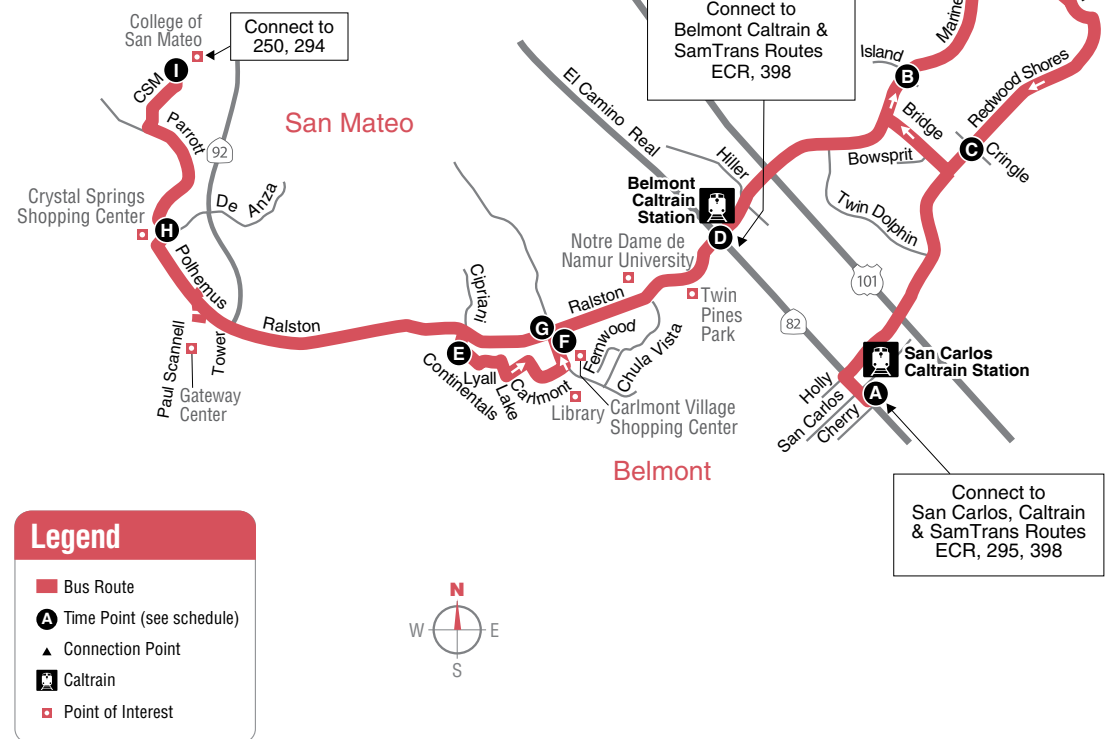 College of
San Mateo
Connect to
250, 294
I
CSM
Parrott
92
San Mateo
Crystal Springs
Shopping Center
H
De Anza
Polhemus
Paul Scannell
Tower
Gateway
Center
Ralston
Cipriani
E
Continentals
Lyall
Lake
Carlmont
G
F
Library
Carlmont Village
Shopping Center
Fernwood
Chula Vista
Ralston
Notre Dame de
Namur University
Twin
Pines
Park
Belmont
Belmont
Caltrain
Station
D
Connect to
Belmont Caltrain &
SamTrans Routes
ECR, 398
El Camino Real
Hiller
82
101
Island
B
Marine
Bridge
Bowsprit
Redwood Shores
C
Cringle
Twin Dolphin
San Carlos
Caltrain Station
A
Holly
San Carlos
Cherry
Connect to
San Carlos, Caltrain
& SamTrans Routes
ECR, 295, 398
Legend
Bus Route
A Time Point (see schedule)
Connection Point
Caltrain
Point of Interest
N
W E
S